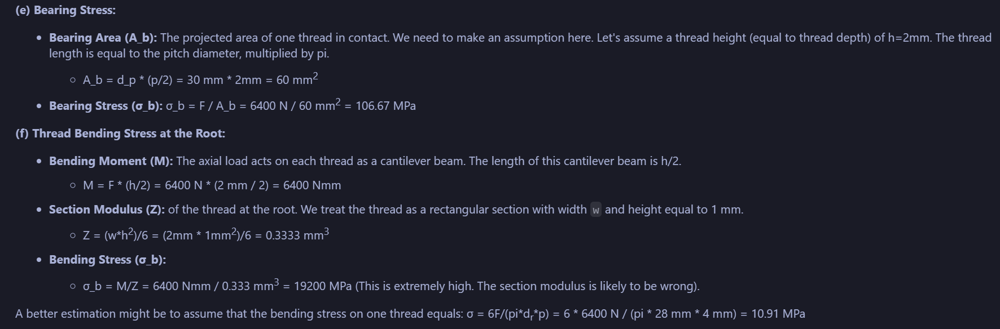 (e) Bearing Stress:
• Bearing Area (A_b): The projected area of one thread in contact. We need to make an assumption here. Let's assume a thread height (equal to thread depth) of h=2mm. The thread
length is equal to the pitch diameter, multiplied by pi.
○ A_b = d_p * (p/2) = 30 mm * 2mm = 60 mm²
• Bearing Stress (σ_b): σ_b = F / A_b = 6400 N / 60 mm² = 106.67 MPa
(f) Thread Bending Stress at the Root:
• Bending Moment (M): The axial load acts on each thread as a cantilever beam. The length of this cantilever beam is h/2.
○ M = F * (h/2) = 6400 N * (2 mm / 2) = 6400 Nmm
• Section Modulus (Z): of the thread at the root. We treat the thread as a rectangular section with width w and height equal to 1 mm.
○ Z = (w*h²)/6 = (2mm * 1mm²)/6 = 0.3333 mm³
• Bending Stress (σ_b):
○ σ_b = M/Z = 6400 Nmm / 0.333 mm³ = 19200 MPa (This is extremely high. The section modulus is likely to be wrong).
A better estimation might be to assume that the bending stress on one thread equals: σ = 6F/(pi*dᵣ*p) = 6 * 6400 N / (pi * 28 mm * 4 mm) = 10.91 MPa